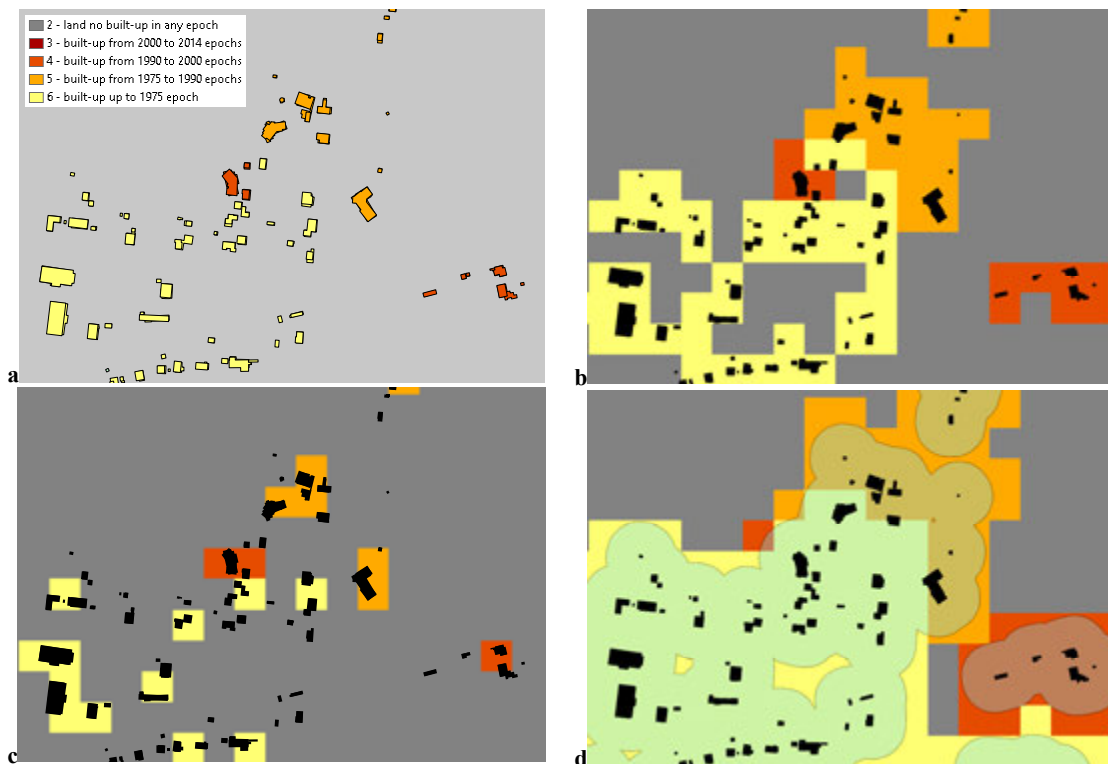 2 - land no built-up in any epoch
3 - built-up from 2000 to 2014 epochs
4 - built-up from 1990 to 2000 epochs
5 - built-up from 1975 to 1990 epochs
6 - built-up up to 1975 epoch
a
b
c
d